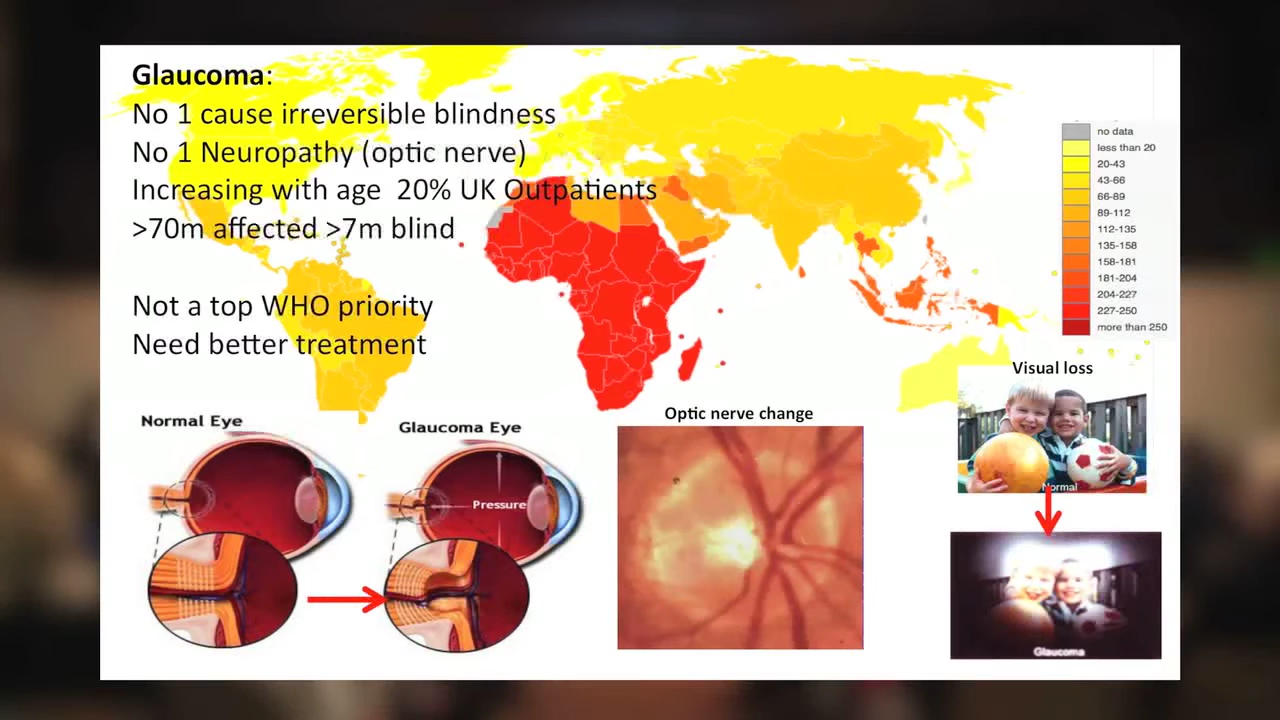 Glaucoma:
No 1 cause irreversible blindness
No 1 Neuropathy (optic nerve)
Increasing with age 20% UK Outpatients
>70m affected >7m blind
Not a top WHO priority
Need better treatment
no data
less than 20
20-43
43-66
66-89
89-112
112-135
135-158
158-181
181-204
204-227
227-250
more than 250
Normal Eye
Glaucoma Eye
Pressure
Optic nerve change
Visual loss
Normal
Glaucoma